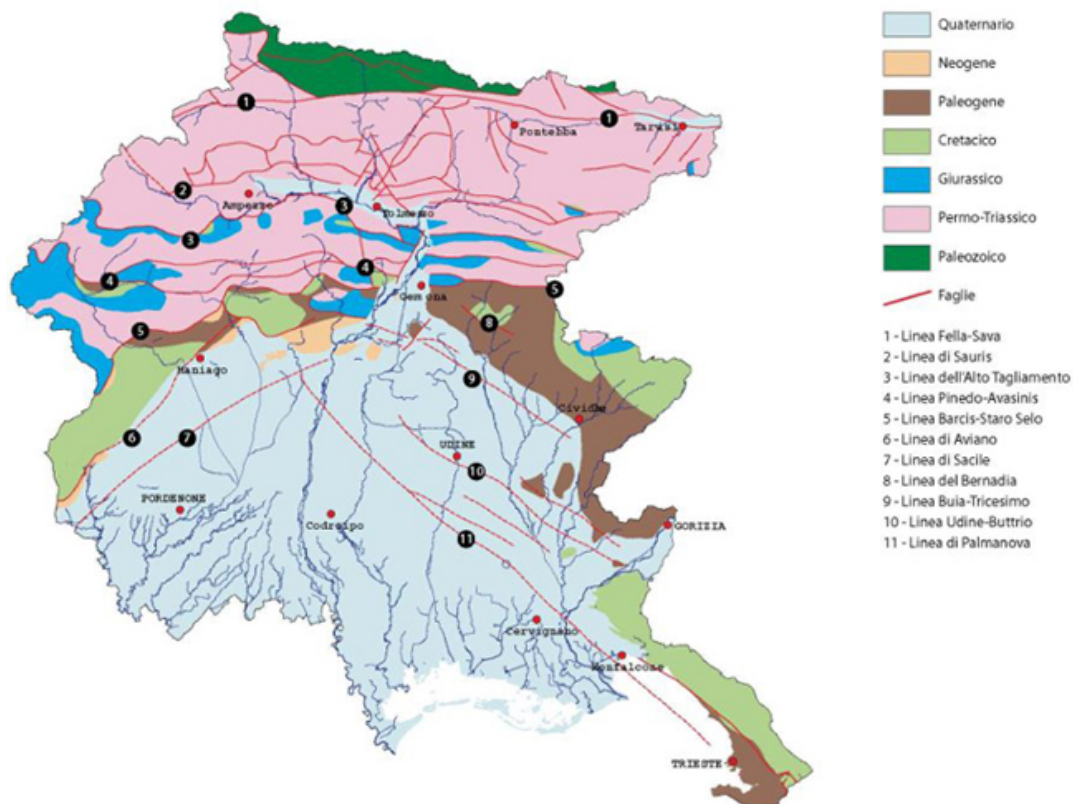 Quaternario
Neogene
Paleogene
Cretacico
Giurassico
Permo-Triassico
Paleozoico
Faglie
1 - Linea Fella-Sava
2 - Linea di Sauris
3 - Linea dell'Alto Tagliamento
4 - Linea Pinedo-Avasinis
5 - Linea Barcis-Staro Selo
6 - Linea di Aviano
7 - Linea di Sacile
8 - Linea del Bernadia
9 - Linea Buia-Tricesimo
10 - Linea Udine-Buttrio
11 - Linea di Palmanova
1
1
Pontebba
Tarvisi
2
Ampezzo
3
Tolmezzo
3
4
4
Gemona
5
8
5
Maniago
9
Cividale
6
7
UDINE
10
PORDENONE
Codroipo
11
GORIZIA
Cervignano
Monfalcone
TRIESTE